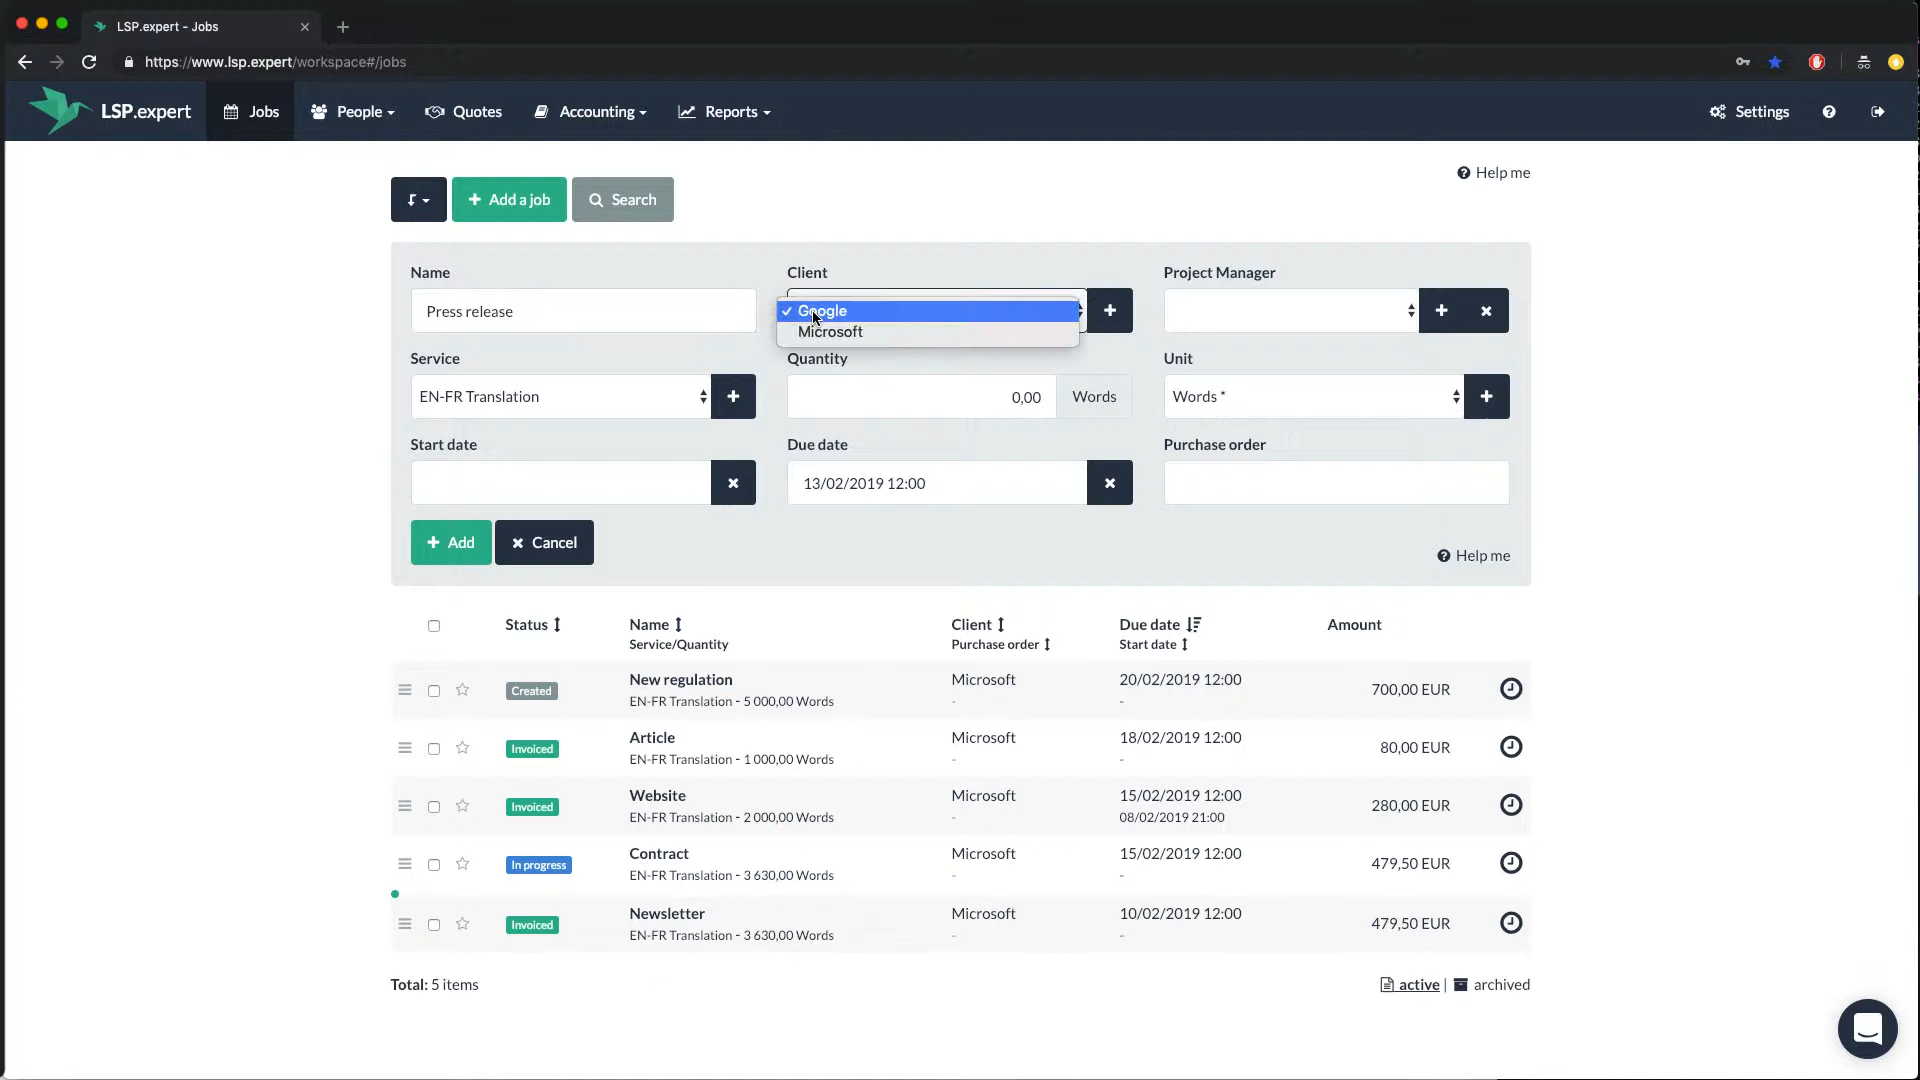 LSP.expert - Jobs
https://www.lsp.expert/workspace#/jobs
LSP.expert Jobs People Quotes Accounting Reports Settings
Help me
Add a job Search
Name Client Project Manager
Press release
Google
Microsoft
Service Quantity Unit
EN-FR Translation 0,00 Words Words *
Start date Due date Purchase order
13/02/2019 12:00
Add Cancel
Help me
Status Name Client Due date Amount
Service/Quantity Purchase order Start date
Created New regulation Microsoft 20/02/2019 12:00 700,00 EUR
EN-FR Translation - 5 000,00 Words - -
Invoiced Article Microsoft 18/02/2019 12:00 80,00 EUR
EN-FR Translation - 1 000,00 Words - -
Invoiced Website Microsoft 15/02/2019 12:00 280,00 EUR
EN-FR Translation - 2 000,00 Words - 08/02/2019 21:00
In progress Contract Microsoft 15/02/2019 12:00 479,50 EUR
EN-FR Translation - 3 630,00 Words - -
Invoiced Newsletter Microsoft 10/02/2019 12:00 479,50 EUR
EN-FR Translation - 3 630,00 Words - -
Total: 5 items active | archived